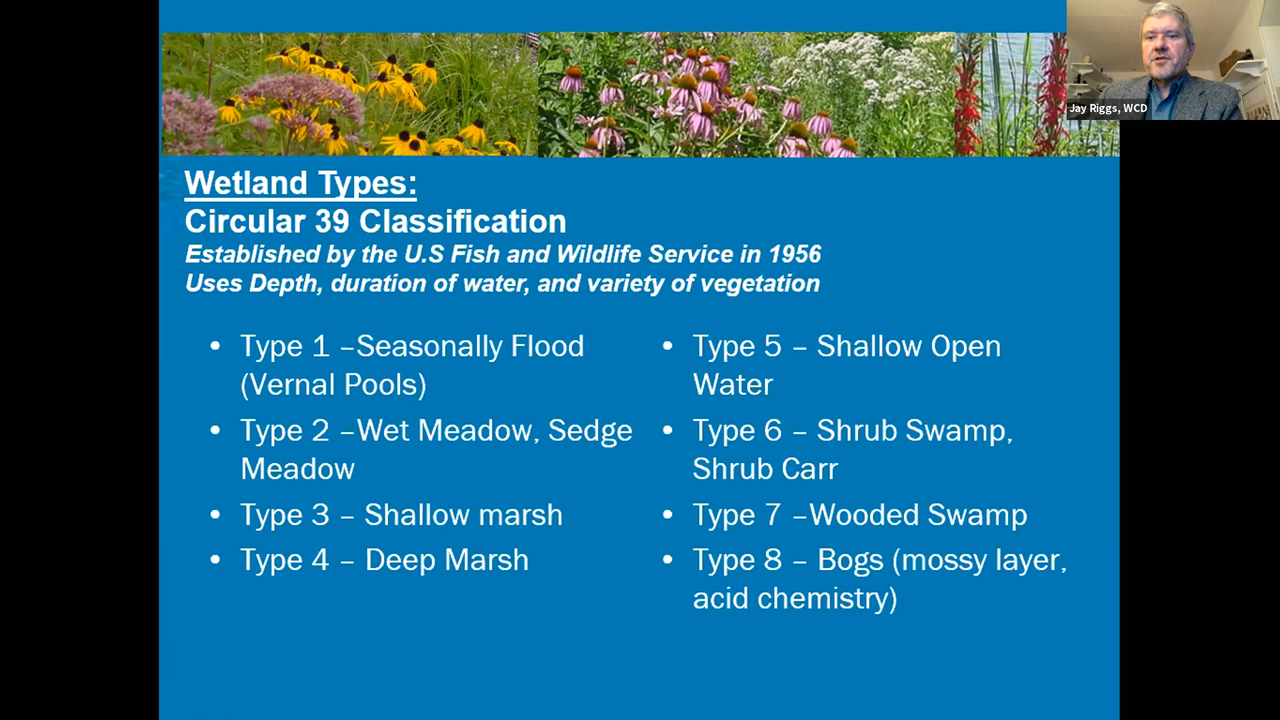 Jay Riggs, WCD
Wetland Types:
Circular 39 Classification
Established by the U.S Fish and Wildlife Service in 1956
Uses Depth, duration of water, and variety of vegetation
• Type 1 –Seasonally Flood
(Vernal Pools)
• Type 2 –Wet Meadow, Sedge
Meadow
• Type 3 – Shallow marsh
• Type 4 – Deep Marsh
• Type 5 – Shallow Open
Water
• Type 6 – Shrub Swamp,
Shrub Carr
• Type 7 –Wooded Swamp
• Type 8 – Bogs (mossy layer,
acid chemistry)